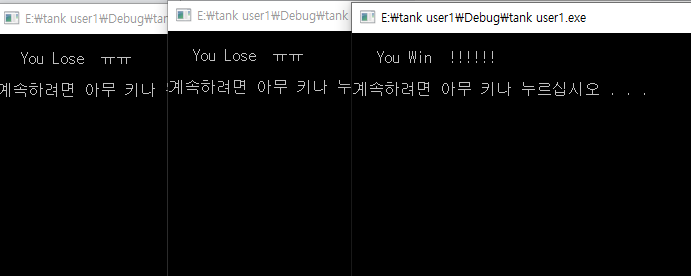 E:\tank user1\Debug\tan
You Lose ㅠㅠ
계속하려면 아무 키나
E:\tank user1\Debug\tank
You Lose ㅠㅠ
계속하려면 아무 키나 누
E:\tank user1\Debug\tank user1.exe
You Win !!!!!!
계속하려면 아무 키나 누르십시오 . . .